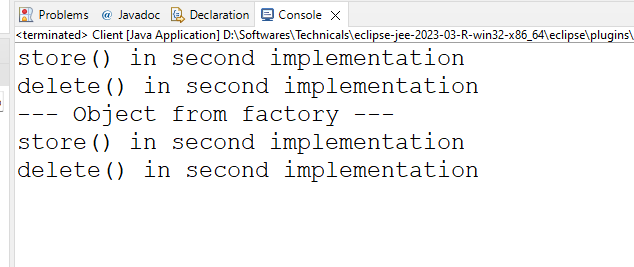 Problems @ Javadoc Declaration Console
<terminated> Client [Java Application] D:\Softwares\Technicals\eclipse-jee-2023-03-R-win32-x86_64\eclipse\plugins\
store() in second implementation
delete() in second implementation
--- Object from factory ---
store() in second implementation
delete() in second implementation